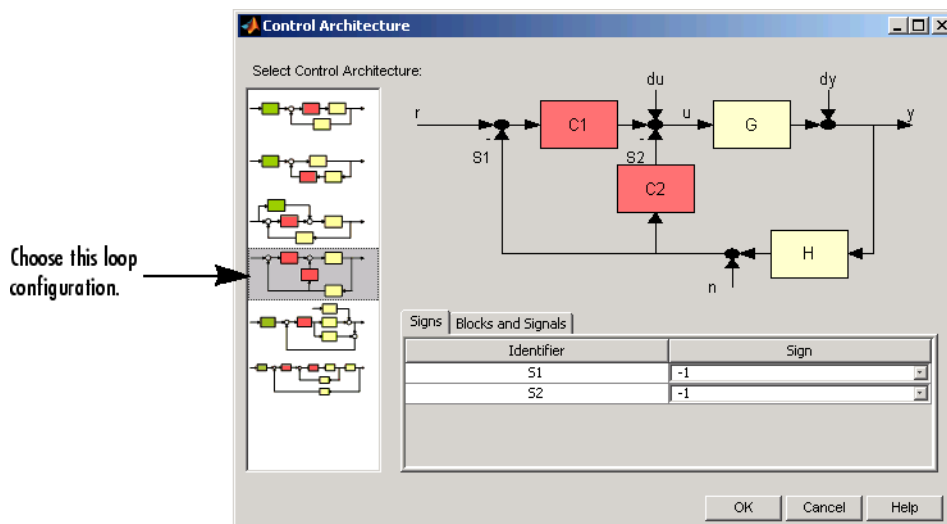 Control Architecture
Select Control Architecture:
du
dy
r
C1
u
G
y
-
-
S1
S2
C2
H
n
Choose this loop
configuration.
Signs
Blocks and Signals
Identifier
Sign
S1
-1
S2
-1
OK
Cancel
Help